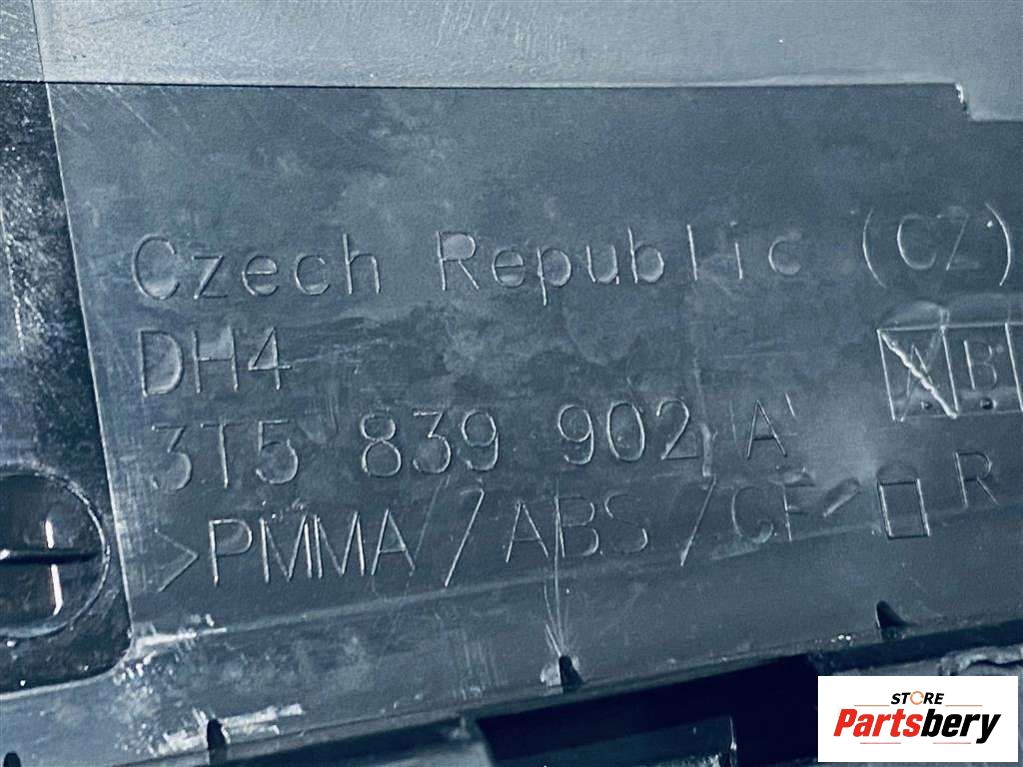 Czech Republic (CZ)
DH4
A B
3T5 839 902 A
>PMMA//ABS/CF< R
STORE
Partsbery